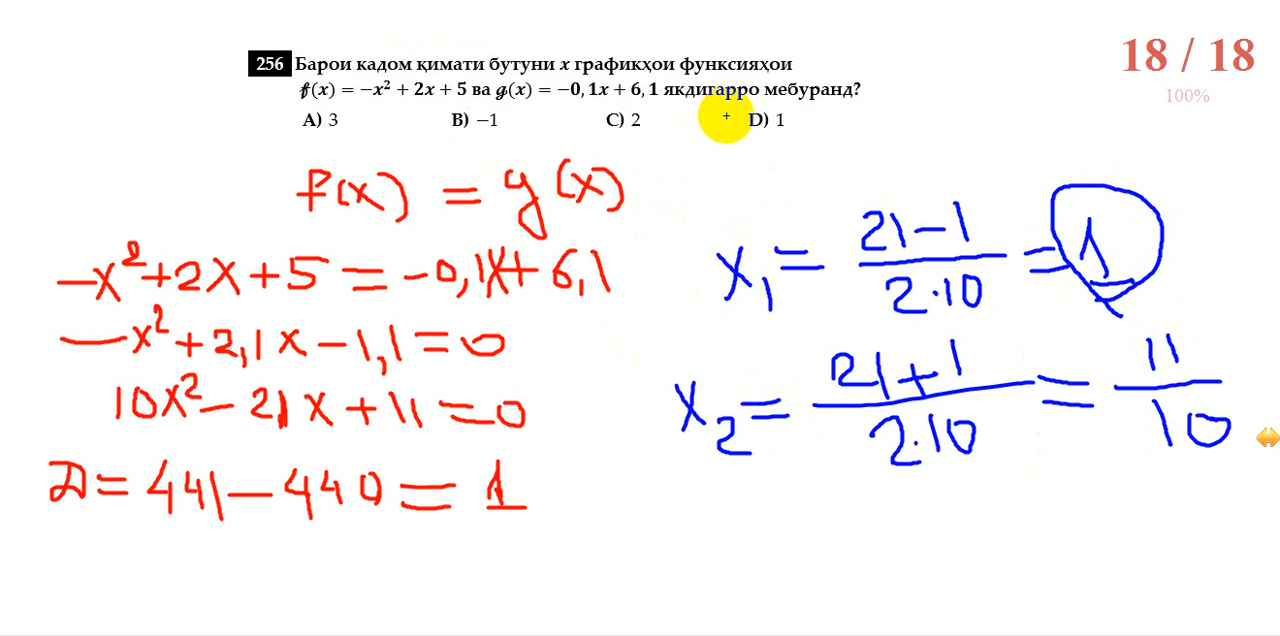 18 / 18
100%
256 Барои кадом қимати бутуни x графикҳои функсияҳои
f(x) = −x² + 2x + 5 ва g(x) = −0, 1x + 6, 1 якдигарро мебуранд?
A) 3 B) −1 C) 2 D) 1
f(x) = g(x)
−x² + 2x + 5 = −0,1x + 6,1
−x² + 2,1x − 1,1 = 0
10x² − 21x + 11 = 0
D = 441 − 440 = 1
x₁ = (21 − 1)/(2·10) = 1
x₂ = (21 + 1)/(2·10) = 11/10